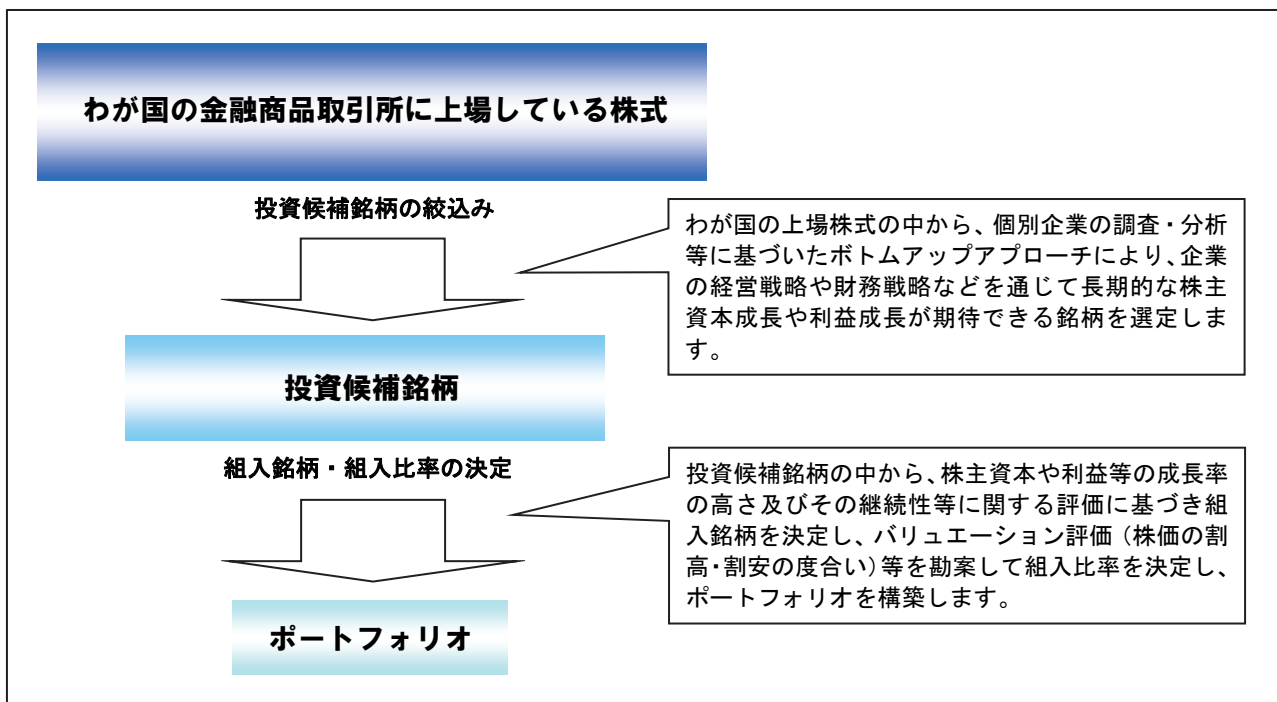 わが国の金融商品取引所に上場している株式
投資候補銘柄の絞込み
わが国の上場株式の中から、個別企業の調査・分析
等に基づいたボトムアップアプローチにより、企業
の経営戦略や財務戦略などを通じて長期的な株主
資本成長や利益成長が期待できる銘柄を選定しま
す。
投資候補銘柄
組入銘柄・組入比率の決定
投資候補銘柄の中から、株主資本や利益等の成長率
の高さ及びその継続性等に関する評価に基づき組
入銘柄を決定し、バリュエーション評価（株価の割
高・割安の度合い）等を勘案して組入比率を決定し、
ポートフォリオを構築します。
ポートフォリオ